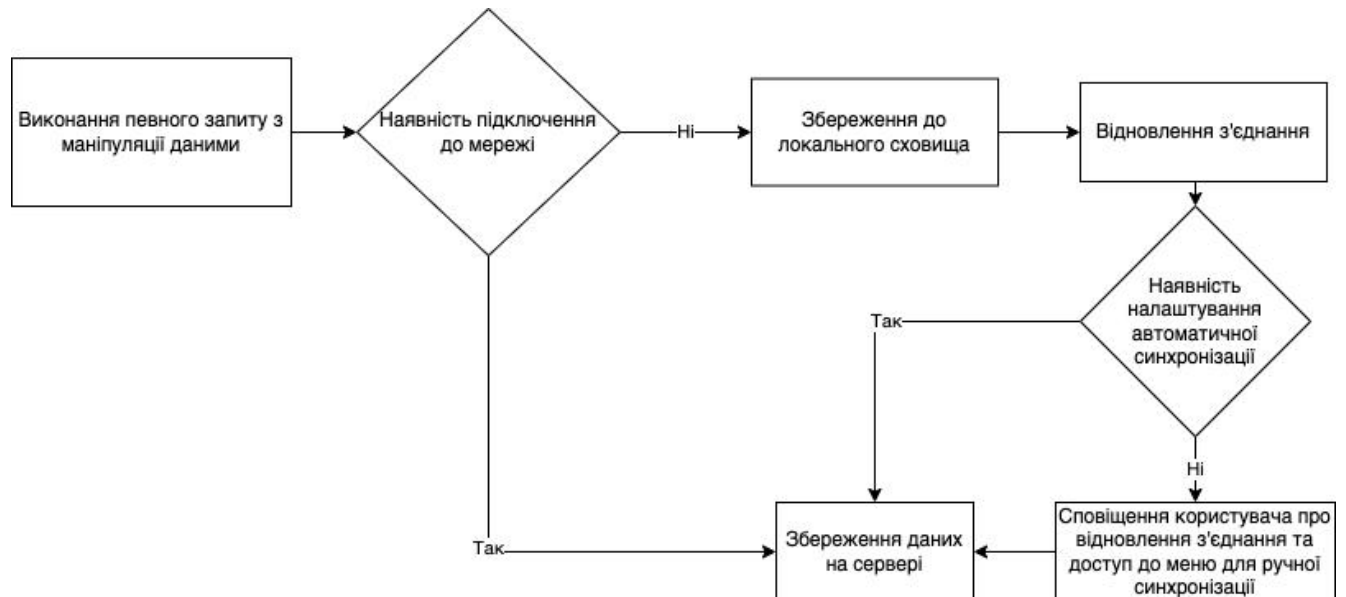 Виконання певного запиту з
маніпуляції даними
Наявність підключення
до мережі
Ні
Збереження до
локального сховища
Відновлення з'єднання
Наявність
налаштування
автоматичної
синхронізації
Так
Ні
Сповіщення користувача про
відновлення з'єднання та
доступ до меню для ручної
синхронізації
Так
Збереження даних
на сервері